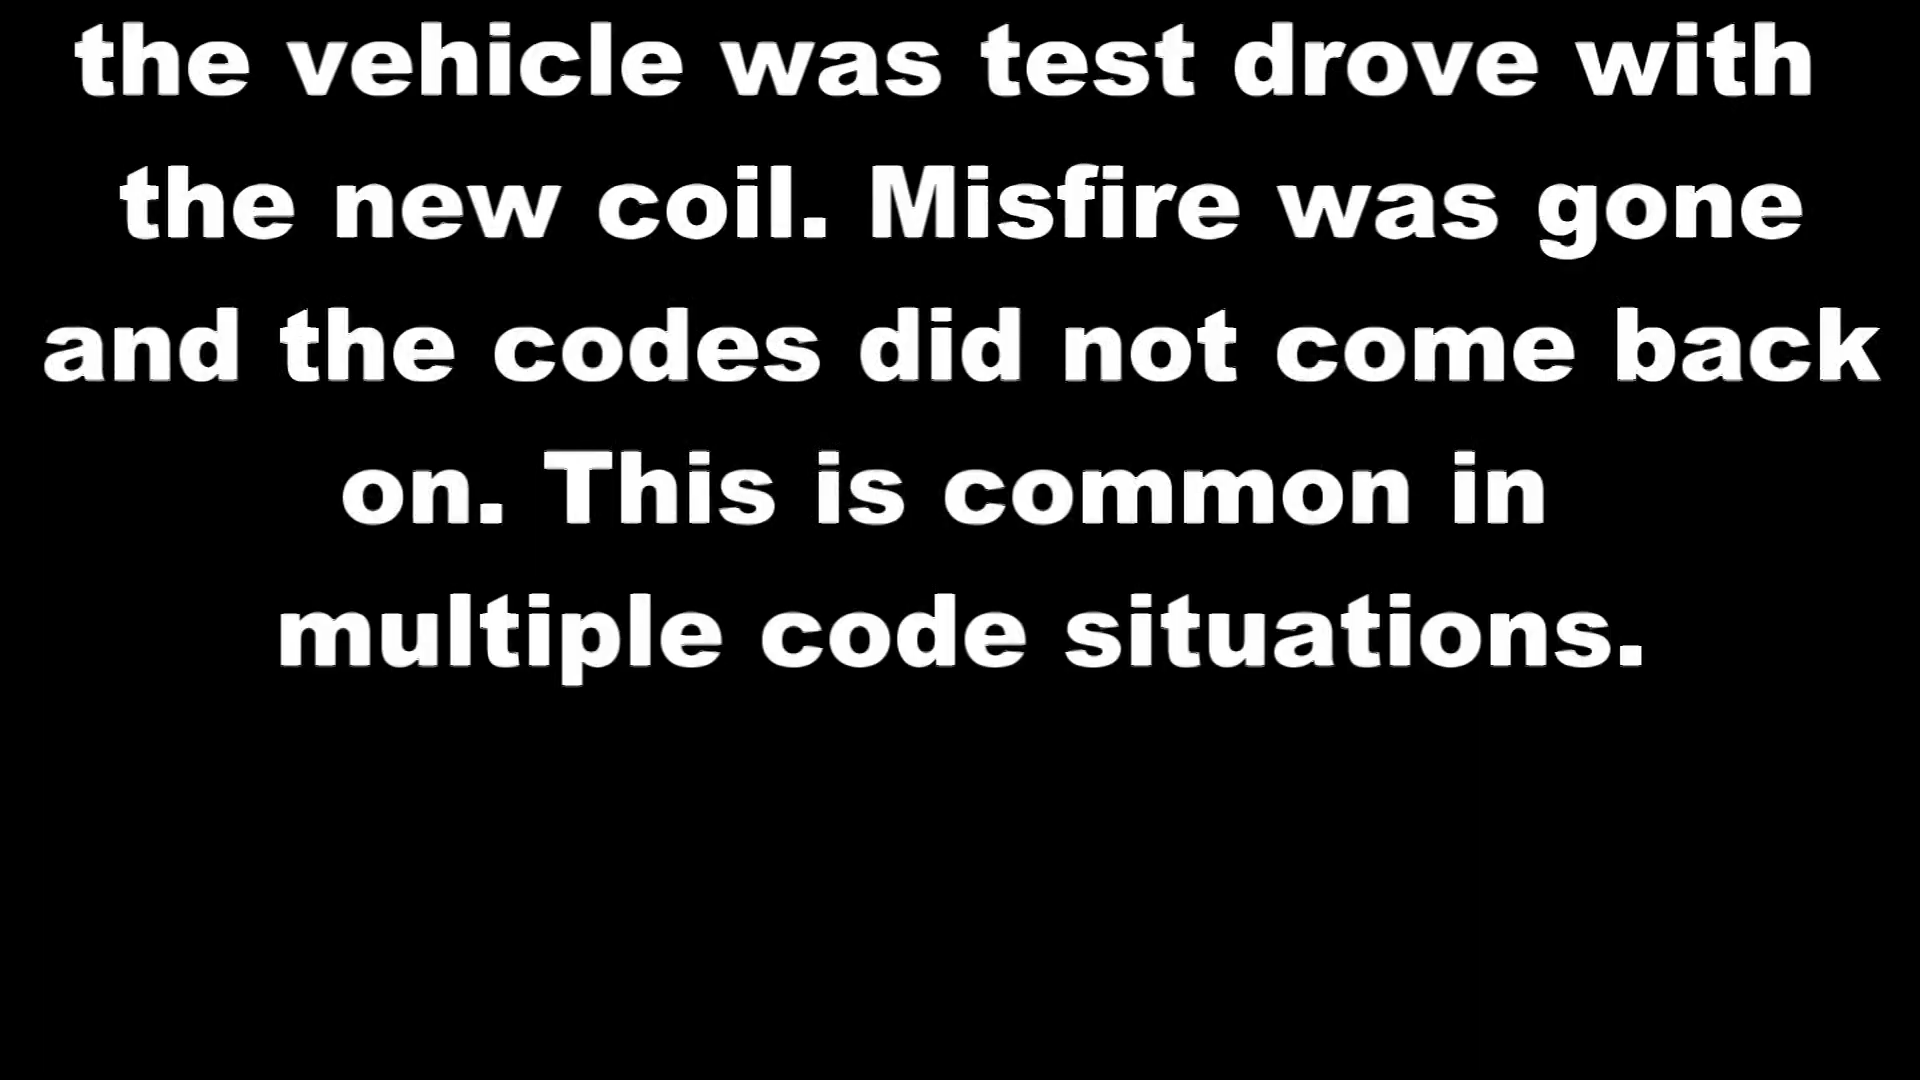 the vehicle was test drove with
the new coil. Misfire was gone
and the codes did not come back
on. This is common in
multiple code situations.